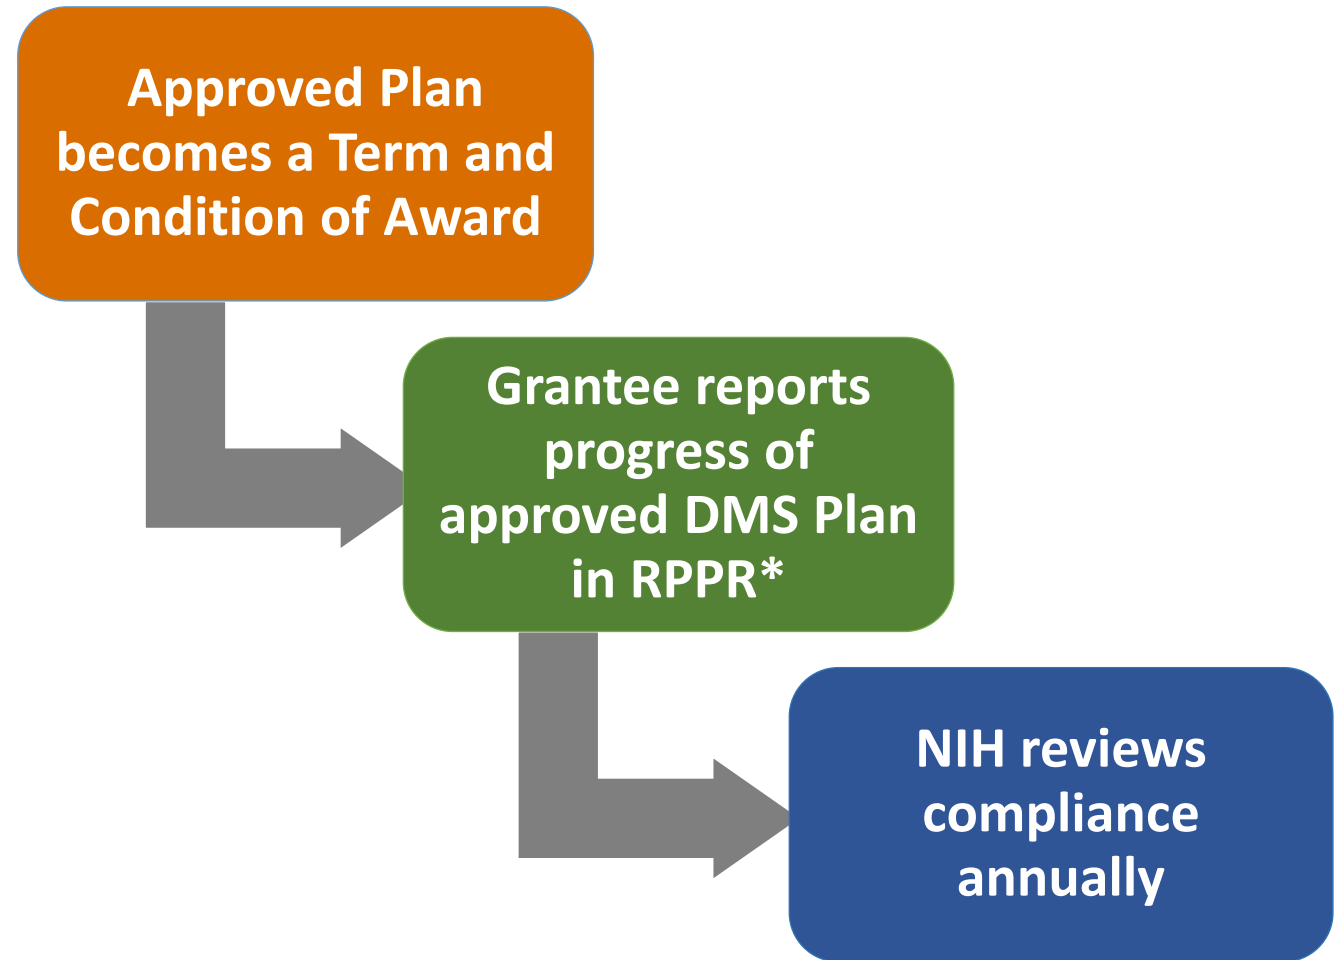 Approved Plan
becomes a Term and
Condition of Award
Grantee reports
progress of
approved DMS Plan
in RPPR*
NIH reviews
compliance
annually